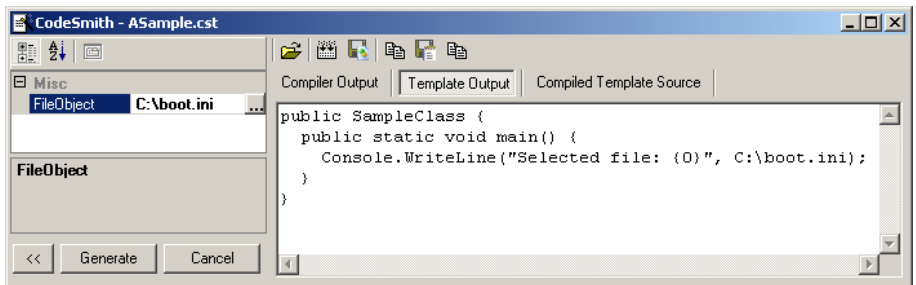 CodeSmith - ASample.cst
Compiler Output Template Output Compiled Template Source
Misc
FileObject C:\boot.ini ...
public SampleClass {
public static void main() {
Console.WriteLine("Selected file: {0}", C:\boot.ini);
}
}
FileObject
<< Generate Cancel